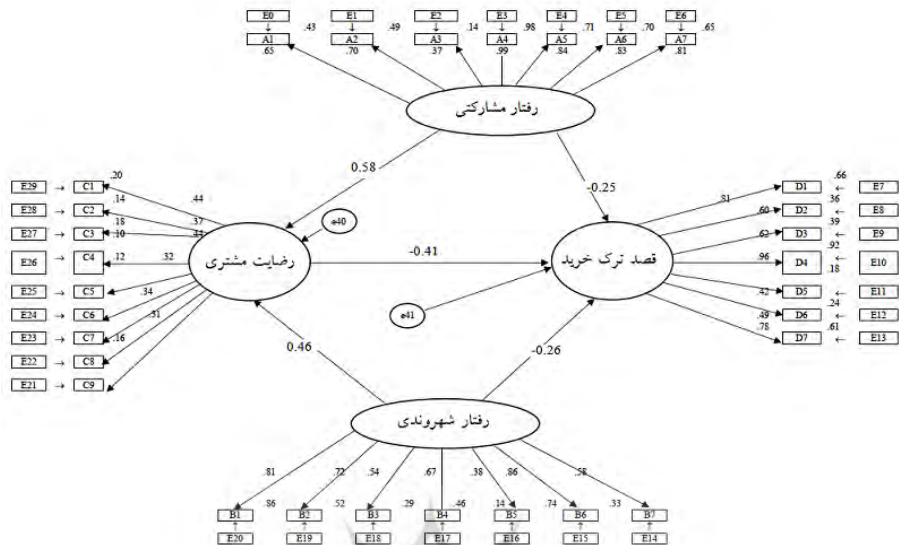 E0 E1 E2 E3 E4 E5 E6
.43 .49 .14 .98 .71 .70 .65
A1 A2 A3 A4 A5 A6 A7
.65 .70 .37 .99 .84 .83 .81
رفتار مشارکتی
0.58
-0.25
E29 C1 .20 .44
E28 C2 .14 .37
E27 C3 .18 .44
.10
E26 C4 .12 .32
E25 C5 .34
E24 C6 .31
E23 C7 .16
E22 C8
E21 C9
e40
رضایت مشتری
-0.41
قصد ترک خرید
e41
.81 D1 .66 E7
.60 D2 .36 E8
.62 D3 .39 E9
.96 D4 .92 E10
.42 D5 .18 E11
.49 D6 .24 E12
.78 D7 .61 E13
0.46
-0.26
رفتار شهروندی
.81 .72 .54 .67 .38 .86 .58
.86 .52 .29 .46 .14 .74 .33
B1 B2 B3 B4 B5 B6 B7
E20 E19 E18 E17 E16 E15 E14